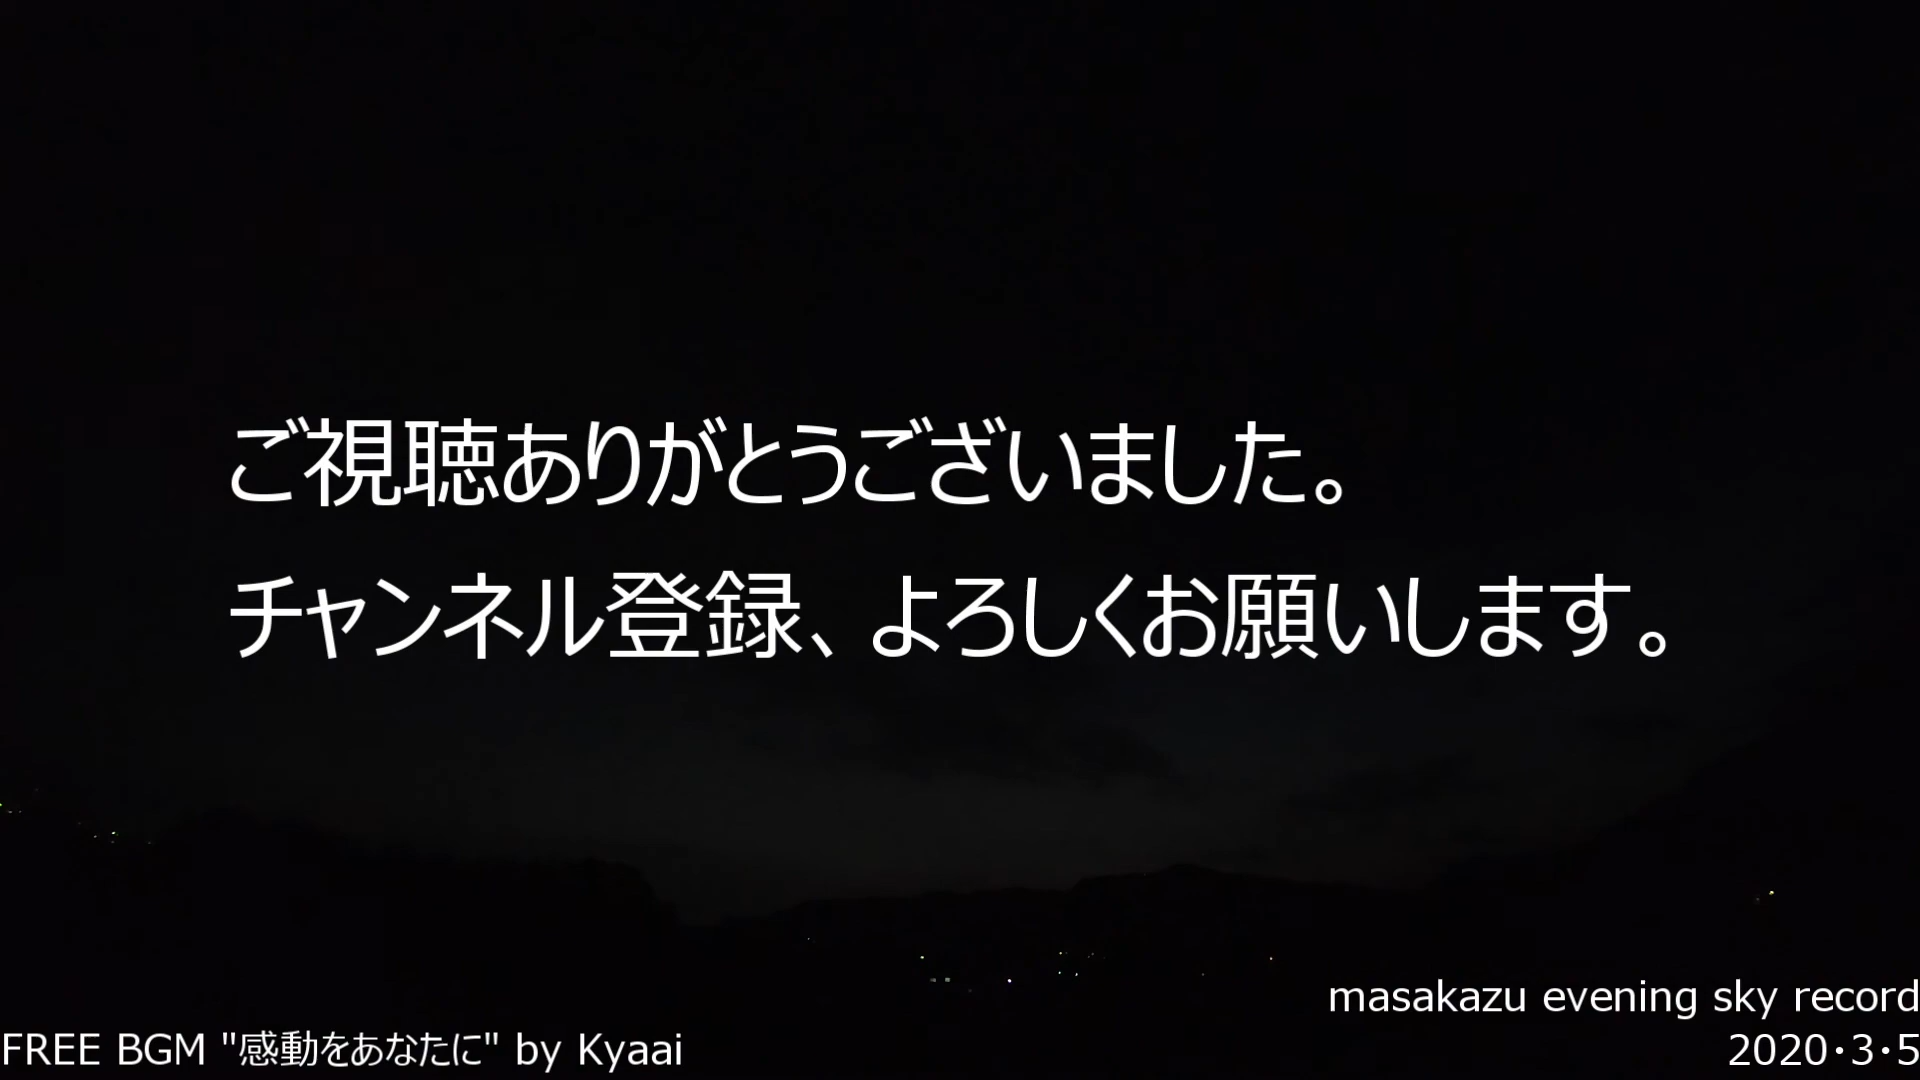 ご視聴ありがとうございました。
チャンネル登録、よろしくお願いします。
masakazu evening sky record
FREE BGM "感動をあなたに" by Kyaai
2020・3・5